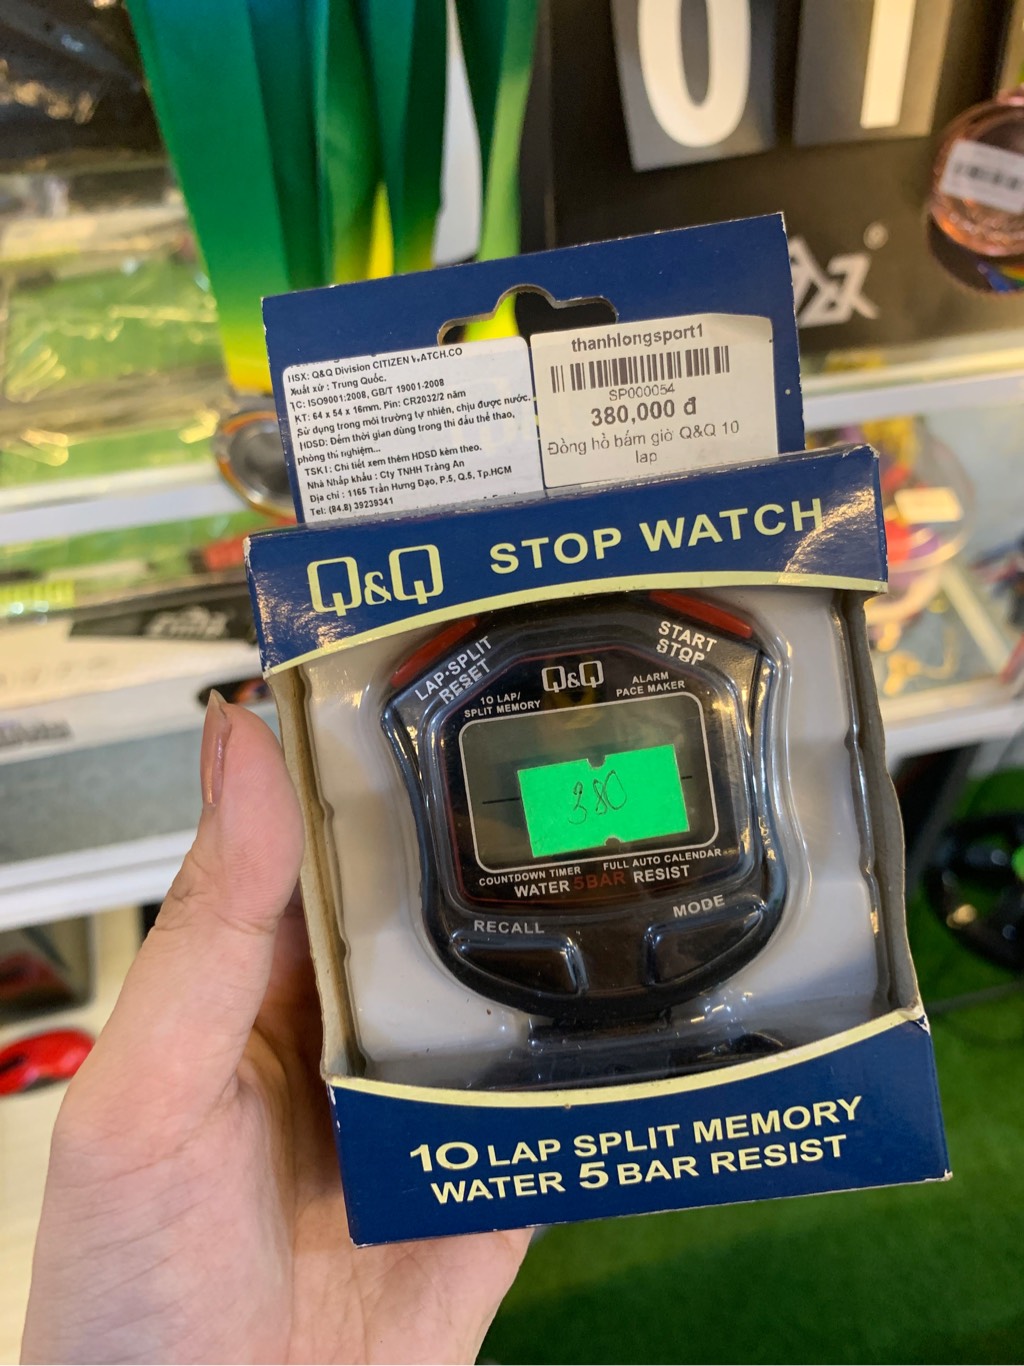 0 1
®
HSX: Q&Q Division CITIZEN WATCH.CO
Xuất xứ : Trung Quốc.
TC: ISO9001:2008, GB/T 19001-2008
KT: 64 x 54 x 16mm. Pin: CR2032/2 năm
Sử dụng trong môi trường tự nhiên, chịu được nước.
HDSD: Đếm thời gian dùng trong thi đấu thể thao,
phòng thí nghiệm...
TSKT: Chi tiết xem thêm HDSD kèm theo.
Nhà Nhập khẩu : Cty TNHH Tràng An
Địa chỉ : 1165 Trần Hưng Đạo, P.5, Q.5, Tp.HCM
Tel: (84.8) 39239341
thanhlongsport1
SP000054
380,000 đ
Đồng hồ bấm giờ Q&Q 10
lap
Q&Q STOP WATCH
LAP·SPLIT
RESET
START
STOP
Q&Q
10 LAP/
SPLIT MEMORY
ALARM
PACE MAKER
380
COUNTDOWN TIMER FULL AUTO CALENDAR
WATER 5BAR RESIST
RECALL MODE
10 LAP SPLIT MEMORY
WATER 5 BAR RESIST